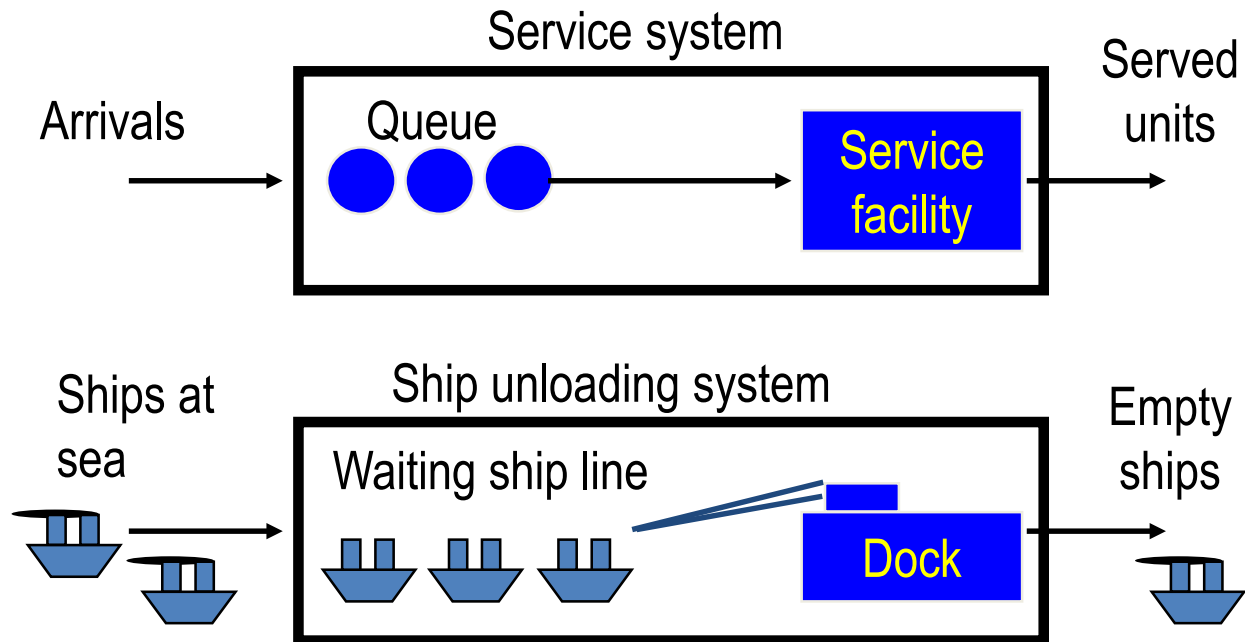 Service system
Arrivals
Queue
Service
facility
Served
units
Ship unloading system
Ships at
sea
Waiting ship line
Dock
Empty
ships